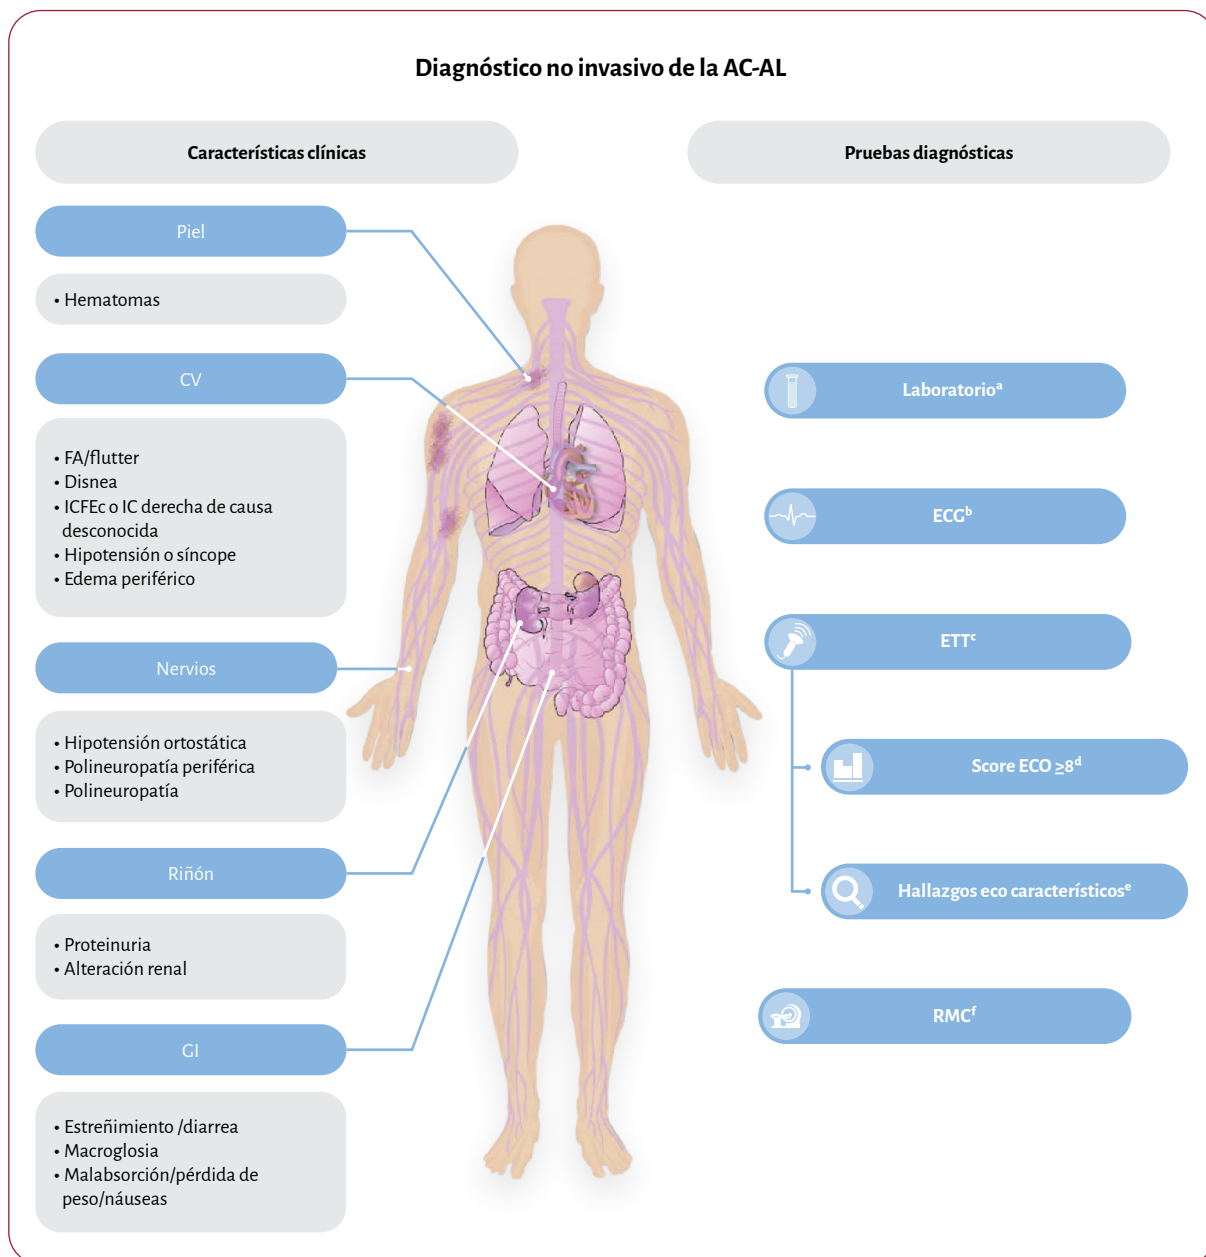 Diagnóstico no invasivo de la AC-AL
Características clínicas
Piel
• Hematomas
CV
• FA/flutter
• Disnea
• ICFEc o IC derecha de causa
desconocida
• Hipotensión o síncope
• Edema periférico
Nervios
• Hipotensión ortostática
• Polineuropatía periférica
• Polineuropatía
Riñón
• Proteinuria
• Alteración renal
GI
• Estreñimiento /diarrea
• Macroglosia
• Malabsorción/pérdida de
peso/náuseas
Pruebas diagnósticas
Laboratorioᵃ
ECGᵇ
ETTᶜ
Score ECO ≥8ᵈ
Hallazgos eco característicosᵉ
RMCᶠ